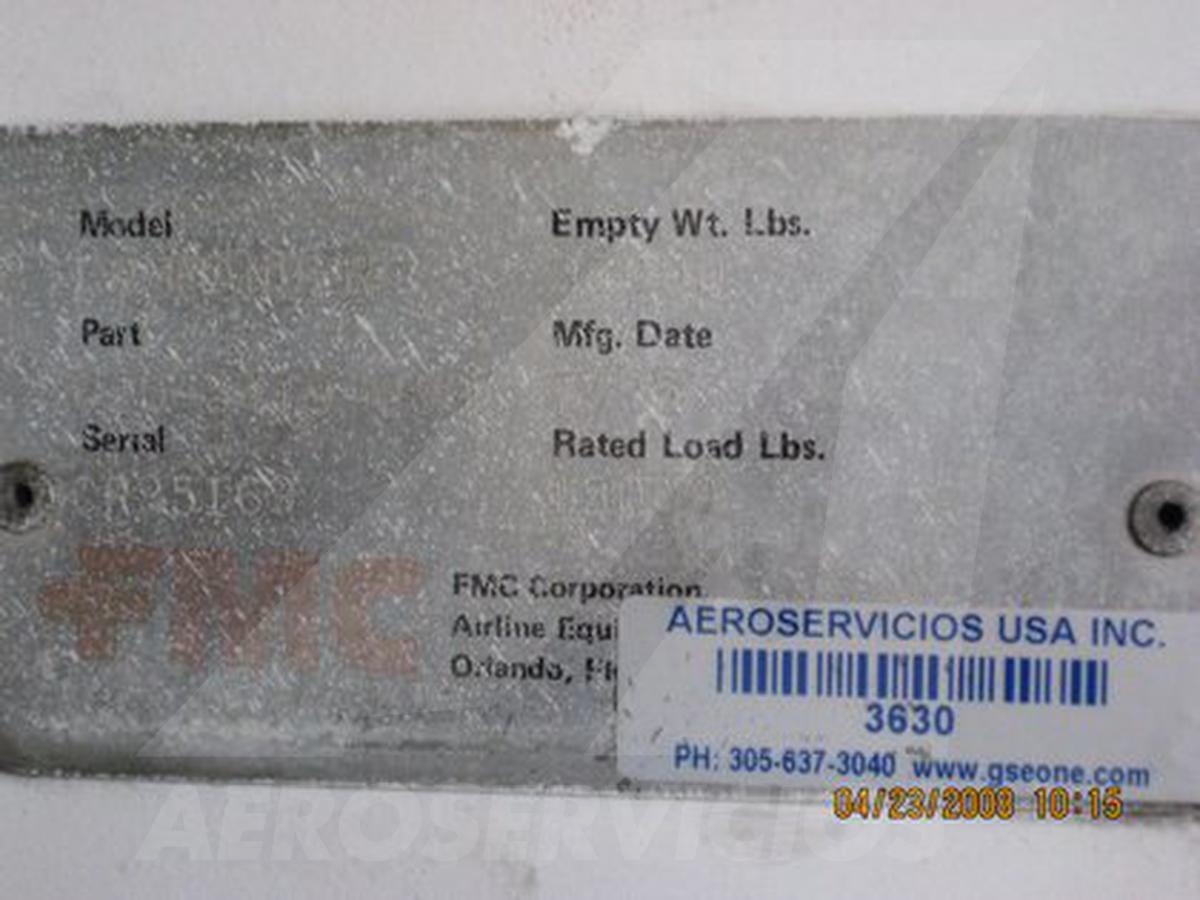 Model
Empty Wt. Lbs.
Part
Mfg. Date
Serial
Rated Load Lbs.
FMC
FMC Corporation
Airline Equi
Orlando,
AEROSERVICIOS USA INC.
3630
PH: 305-637-3040 www.gseone.com
04/23/2008 10:15
AEROSERVICIOS